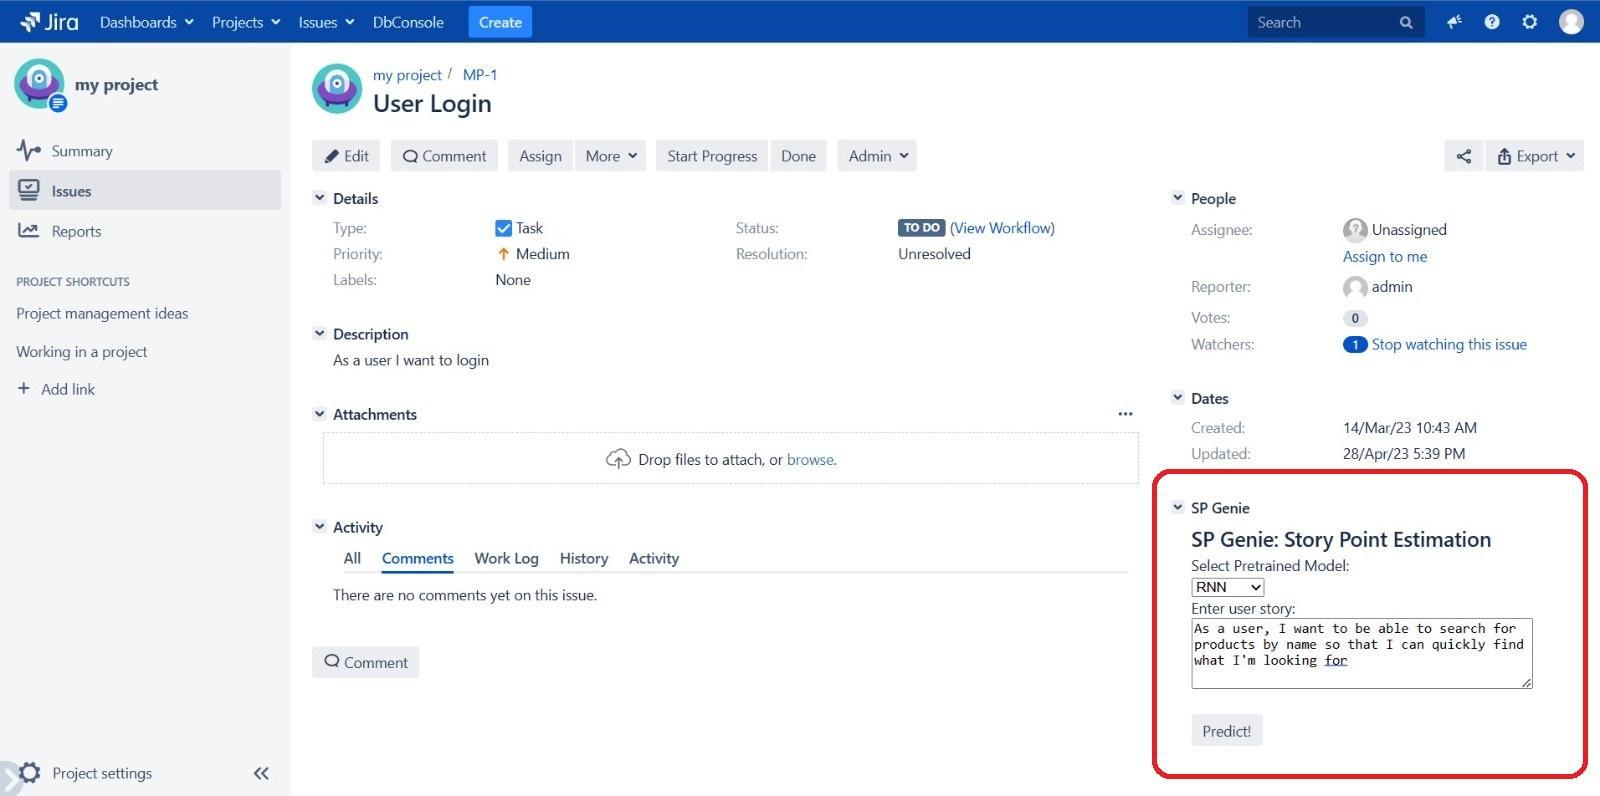 Jira Dashboards Projects Issues DbConsole Create Search
my project
Summary
Issues
Reports
PROJECT SHORTCUTS
Project management ideas
Working in a project
+ Add link
Project settings
my project / MP-1
User Login
Edit Comment Assign More Start Progress Done Admin Export
Details
Type: Task Status: TO DO (View Workflow)
Priority: Medium Resolution: Unresolved
Labels: None
Description
As a user I want to login
Attachments
Drop files to attach, or browse.
Activity
All Comments Work Log History Activity
There are no comments yet on this issue.
Comment
People
Assignee: Unassigned
Assign to me
Reporter: admin
Votes: 0
Watchers: 1 Stop watching this issue
Dates
Created: 14/Mar/23 10:43 AM
Updated: 28/Apr/23 5:39 PM
SP Genie
SP Genie: Story Point Estimation
Select Pretrained Model:
RNN
Enter user story:
As a user, I want to be able to search for
products by name so that I can quickly find
what I'm looking for
Predict!